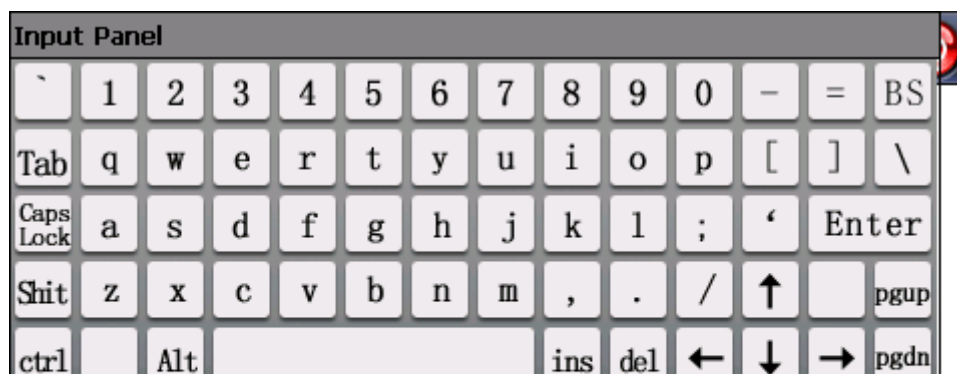 Input Panel
` 1 2 3 4 5 6 7 8 9 0 - = BS
Tab q w e r t y u i o p [ ] \
Caps Lock a s d f g h j k l ; ‘ Enter
Shit z x c v b n m , . / ↑ pgup
ctrl Alt ins del ← ↓ → pgdn